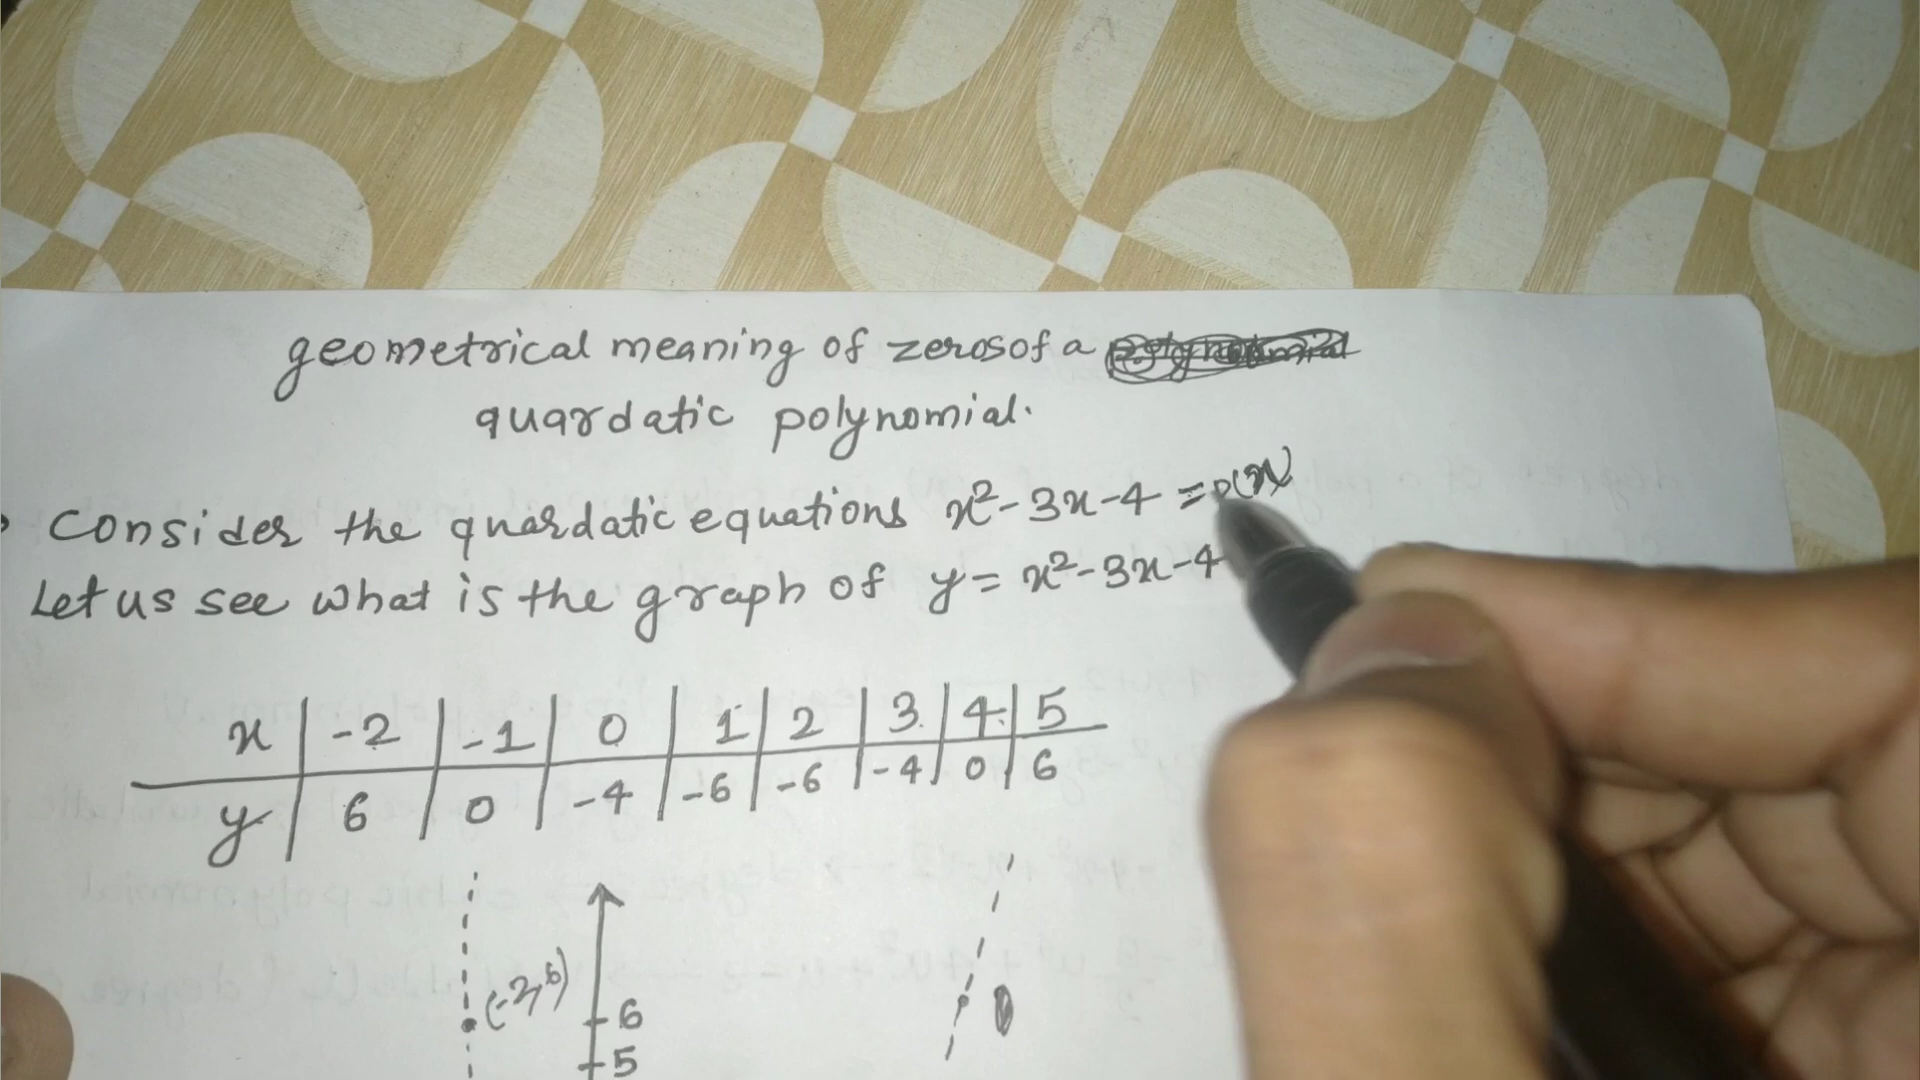 geometrical meaning of zeros of a
quardatic polynomial.
Consider the quardatic equations x²-3x-4 = p(x)
Let us see what is the graph of y = x²-3x-4
x | -2 | -1 | 0 | 1 | 2 | 3 | 4 | 5
y | 6 | 0 | -4 | -6 | -6 | -4 | 0 | 6
(-2,6)
6
5